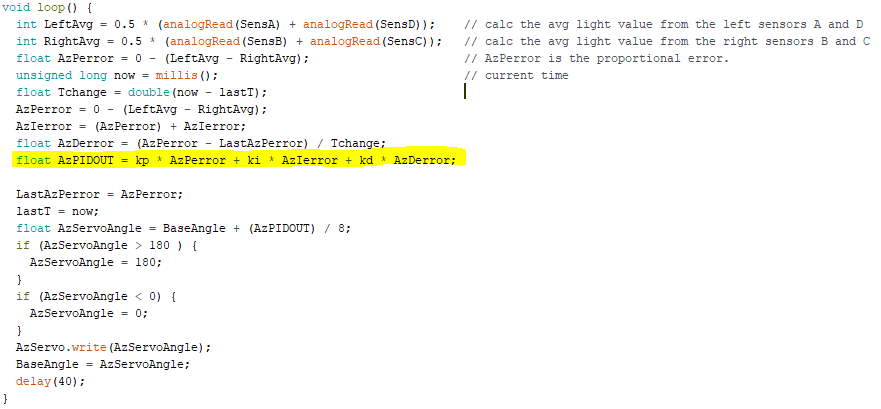 void loop() {
  int LeftAvg = 0.5 * (analogRead(SensA) + analogRead(SensD));    // calc the avg light value from the left sensors A and D
  int RightAvg = 0.5 * (analogRead(SensB) + analogRead(SensC));   // calc the avg light value from the right sensors B and C
  float AzPerror = 0 - (LeftAvg - RightAvg);                      // AzPerror is the proportional error.
  unsigned long now = millis();                                   // current time
  float Tchange = double(now - lastT);
  AzPerror = 0 - (LeftAvg - RightAvg);
  AzIerror = (AzPerror) + AzIerror;
  float AzDerror = (AzPerror - LastAzPerror) / Tchange;
  float AzPIDOUT = kp * AzPerror + ki * AzIerror + kd * AzDerror;

  LastAzPerror = AzPerror;
  lastT = now;
  float AzServoAngle = BaseAngle + (AzPIDOUT) / 8;
  if (AzServoAngle > 180 ) {
    AzServoAngle = 180;
  }
  if (AzServoAngle < 0) {
    AzServoAngle = 0;
  }
  AzServo.write(AzServoAngle);
  BaseAngle = AzServoAngle;
  delay(40);
}